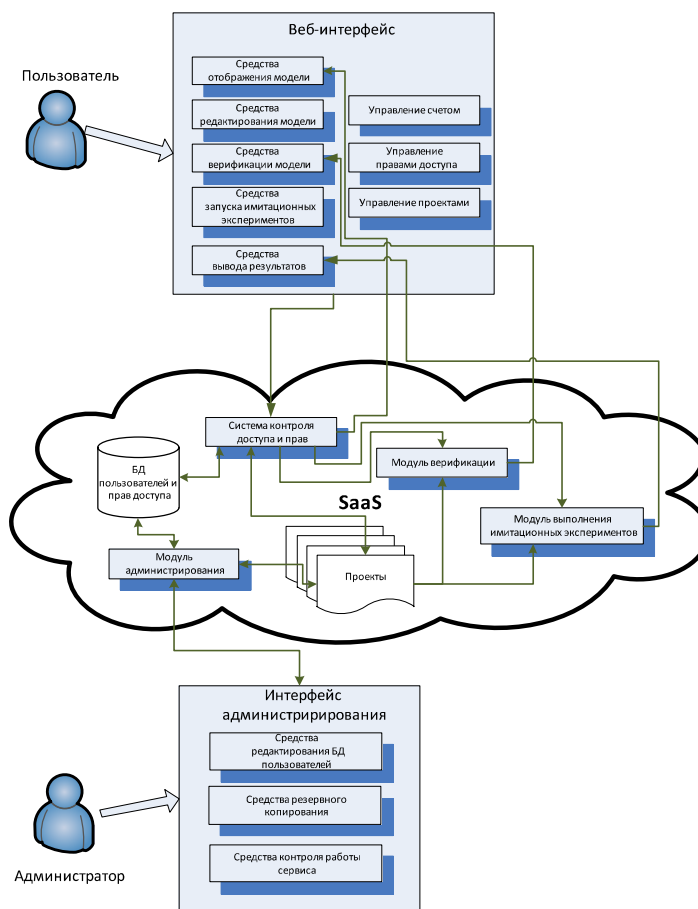 Веб-интерфейс
Пользователь
Средства
отображения модели
Средства
редактирования модели
Средства
верификации модели
Средства
запуска имитационных
экспериментов
Средства
вывода результатов
Управление счетом
Управление
правами доступа
Управление проектами
Система контроля
доступа и прав
БД
пользователей и
прав доступа
Модуль верификации
SaaS
Модуль выполнения
имитационных экспериментов
Модуль
администрирования
Проекты
Интерфейс
администририрования
Средства
редактирования БД
пользователей
Средства резервного
копирования
Средства контроля работы
сервиса
Администратор